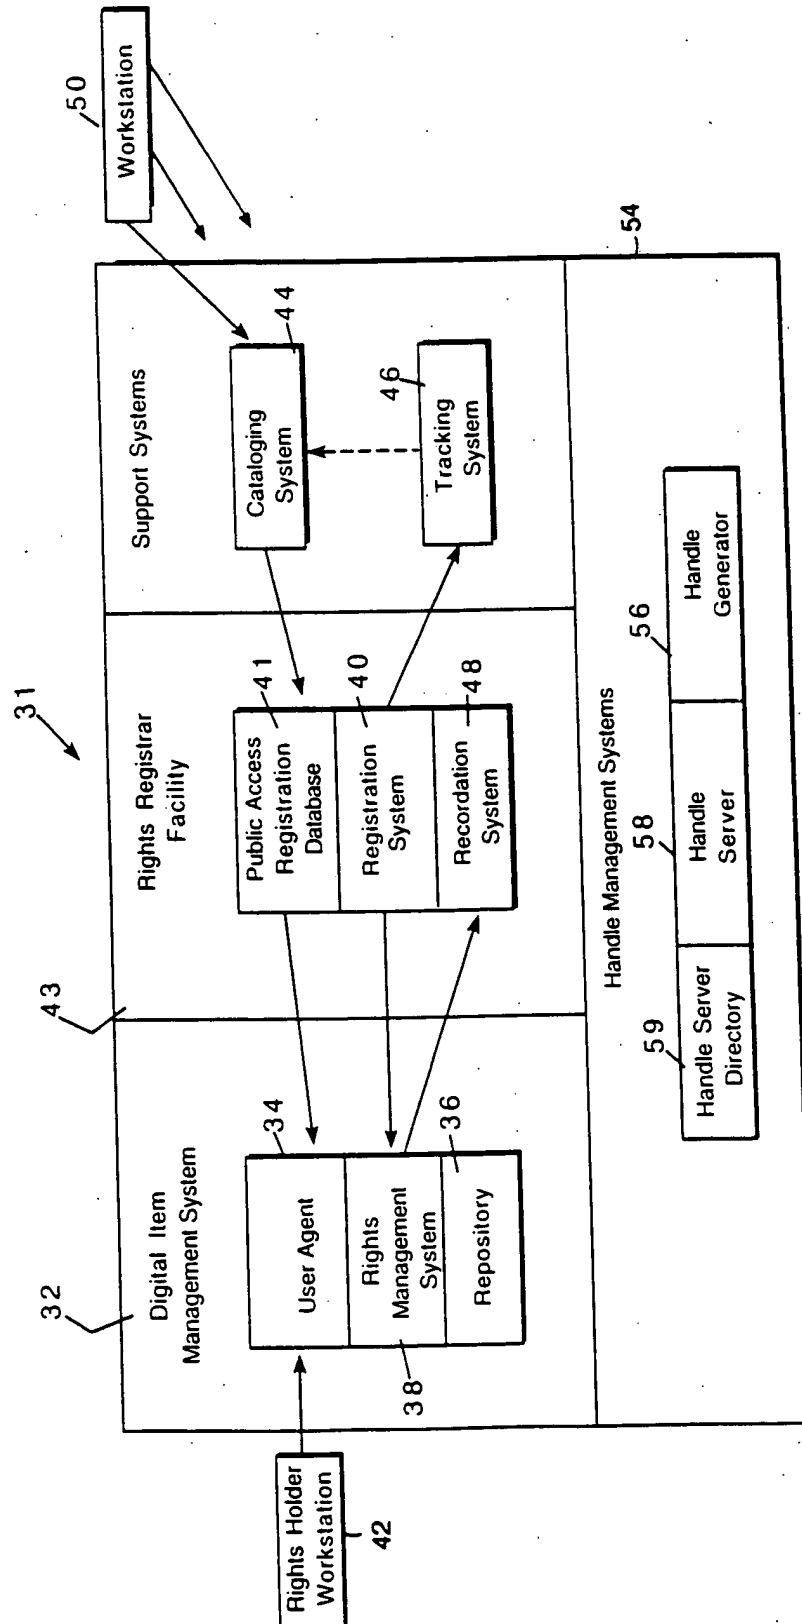 31
50
Workstation
32
Digital Item
Management System
43
Rights Registrar
Facility
Support Systems
34
User Agent
Rights
Management
System
38
Repository
36
Rights Holder
Workstation
42
Public Access
Registration
Database
41
Registration
System
40
Recordation
System
48
Cataloging
System
44
46
Tracking
System
Handle Management Systems
54
59
Handle Server
Directory
58
Handle
Server
56
Handle
Generator